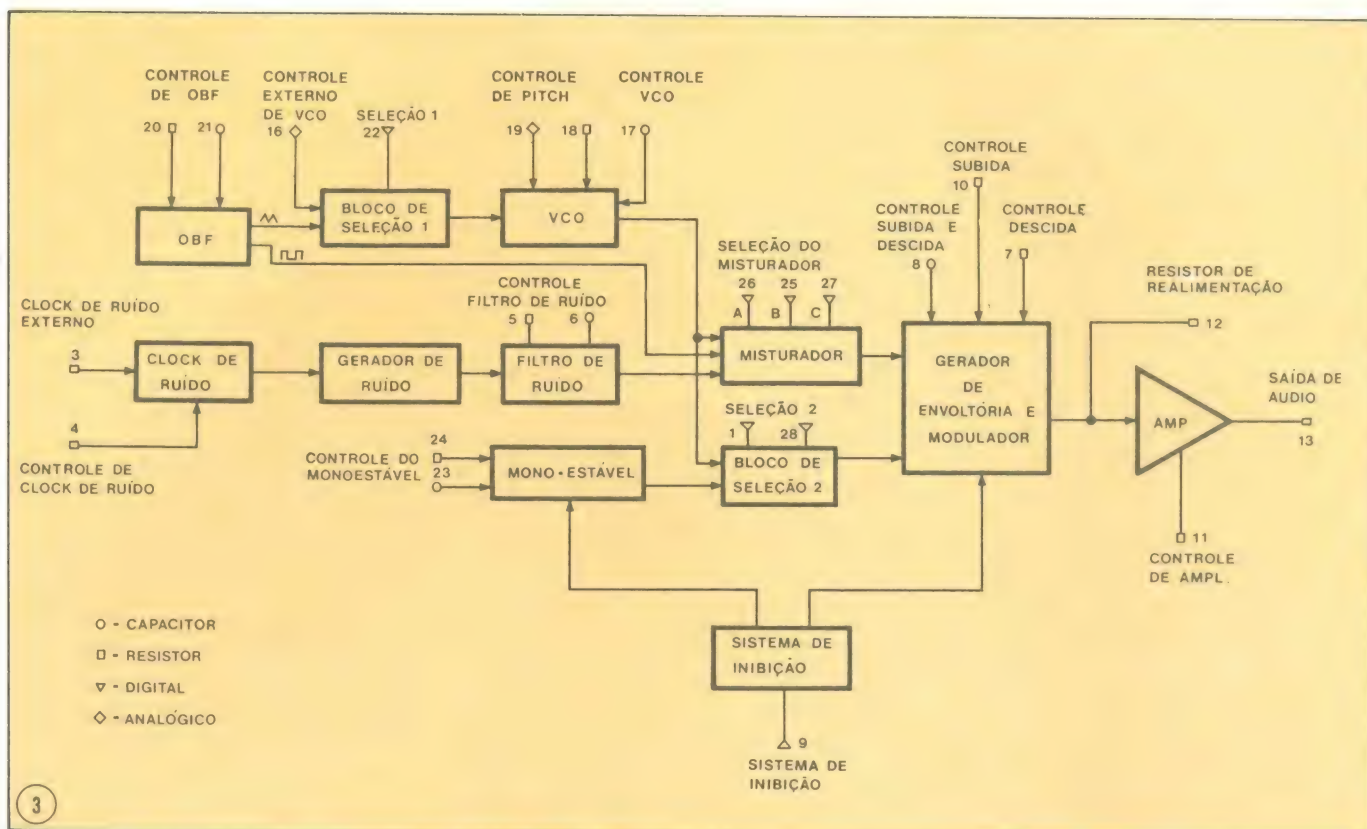 CONTROLE
DE OBF
20
21
CONTROLE
EXTERNO
DE VCO
16
SELEÇÃO 1
22
CONTROLE
DE PITCH
19
18
CONTROLE
VCO
17
OBF
BLOCO DE
SELEÇÃO 1
VCO
CONTROLE
SUBIDA
10
CONTROLE
SUBIDA E
DESCIDA
8
CONTROLE
DESCIDA
7
SELEÇÃO DO
MISTURADOR
26
25
27
A
B
C
MISTURADOR
RESISTOR DE
REALIMENTAÇÃO
12
CLOCK DE RUÍDO
EXTERNO
3
CLOCK DE
RUÍDO
GERADOR DE
RUÍDO
CONTROLE
FILTRO DE RUÍDO
5
6
FILTRO DE
RUÍDO
GERADOR
DE
ENVOLTÓRIA E
MODULADOR
AMP
SAÍDA DE
AUDIO
13
4
CONTROLE DE
CLOCK DE RUÍDO
CONTROLE DO
MONOESTÁVEL
24
23
MONO-ESTÁVEL
SELEÇÃO 2
1
28
BLOCO DE
SELEÇÃO 2
11
CONTROLE
DE AMPL.
SISTEMA DE
INIBIÇÃO
9
SISTEMA DE
INIBIÇÃO
○ - CAPACITOR
□ - RESISTOR
▽ - DIGITAL
◇ - ANALÓGICO
3